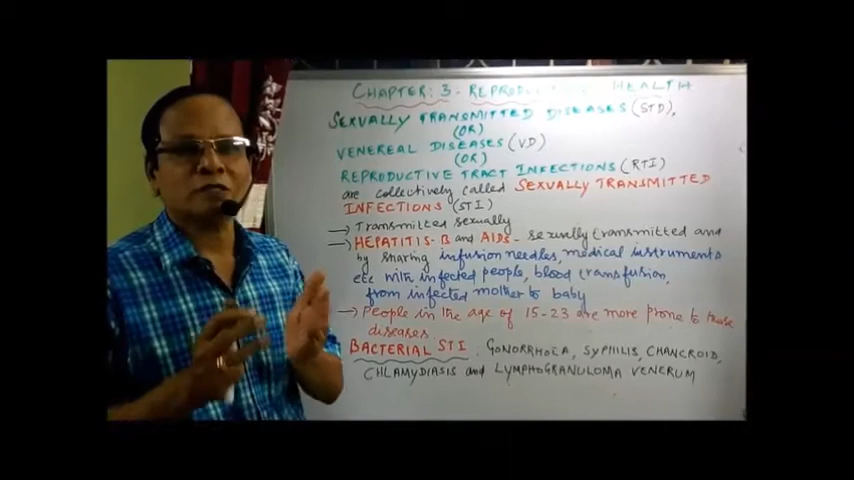 CHAPTER: 3. REPRODU HEALTH
SEXUALLY TRANSMITTED DISEASES (STD),
(OR)
VENEREAL DISEASES (VD)
(OR)
REPRODUCTIVE TRACT INFECTIONS (RTI)
are collectively called SEXUALLY TRANSMITTED
INFECTIONS (STI)
→ Transmitted sexually
→ HEPATITIS-B and AIDS - sexually transmitted and
by sharing infusion needles, medical instruments
etc with infected people, blood transfusion,
from infected mother to baby
→ People in the age of 15-23 are more prone to these
diseases.
BACTERIAL STI . GONORRHOEA, SYPHILIS, CHANCROID,
CHLAMYDIASIS and LYMPHOGRANULOMA VENERUM